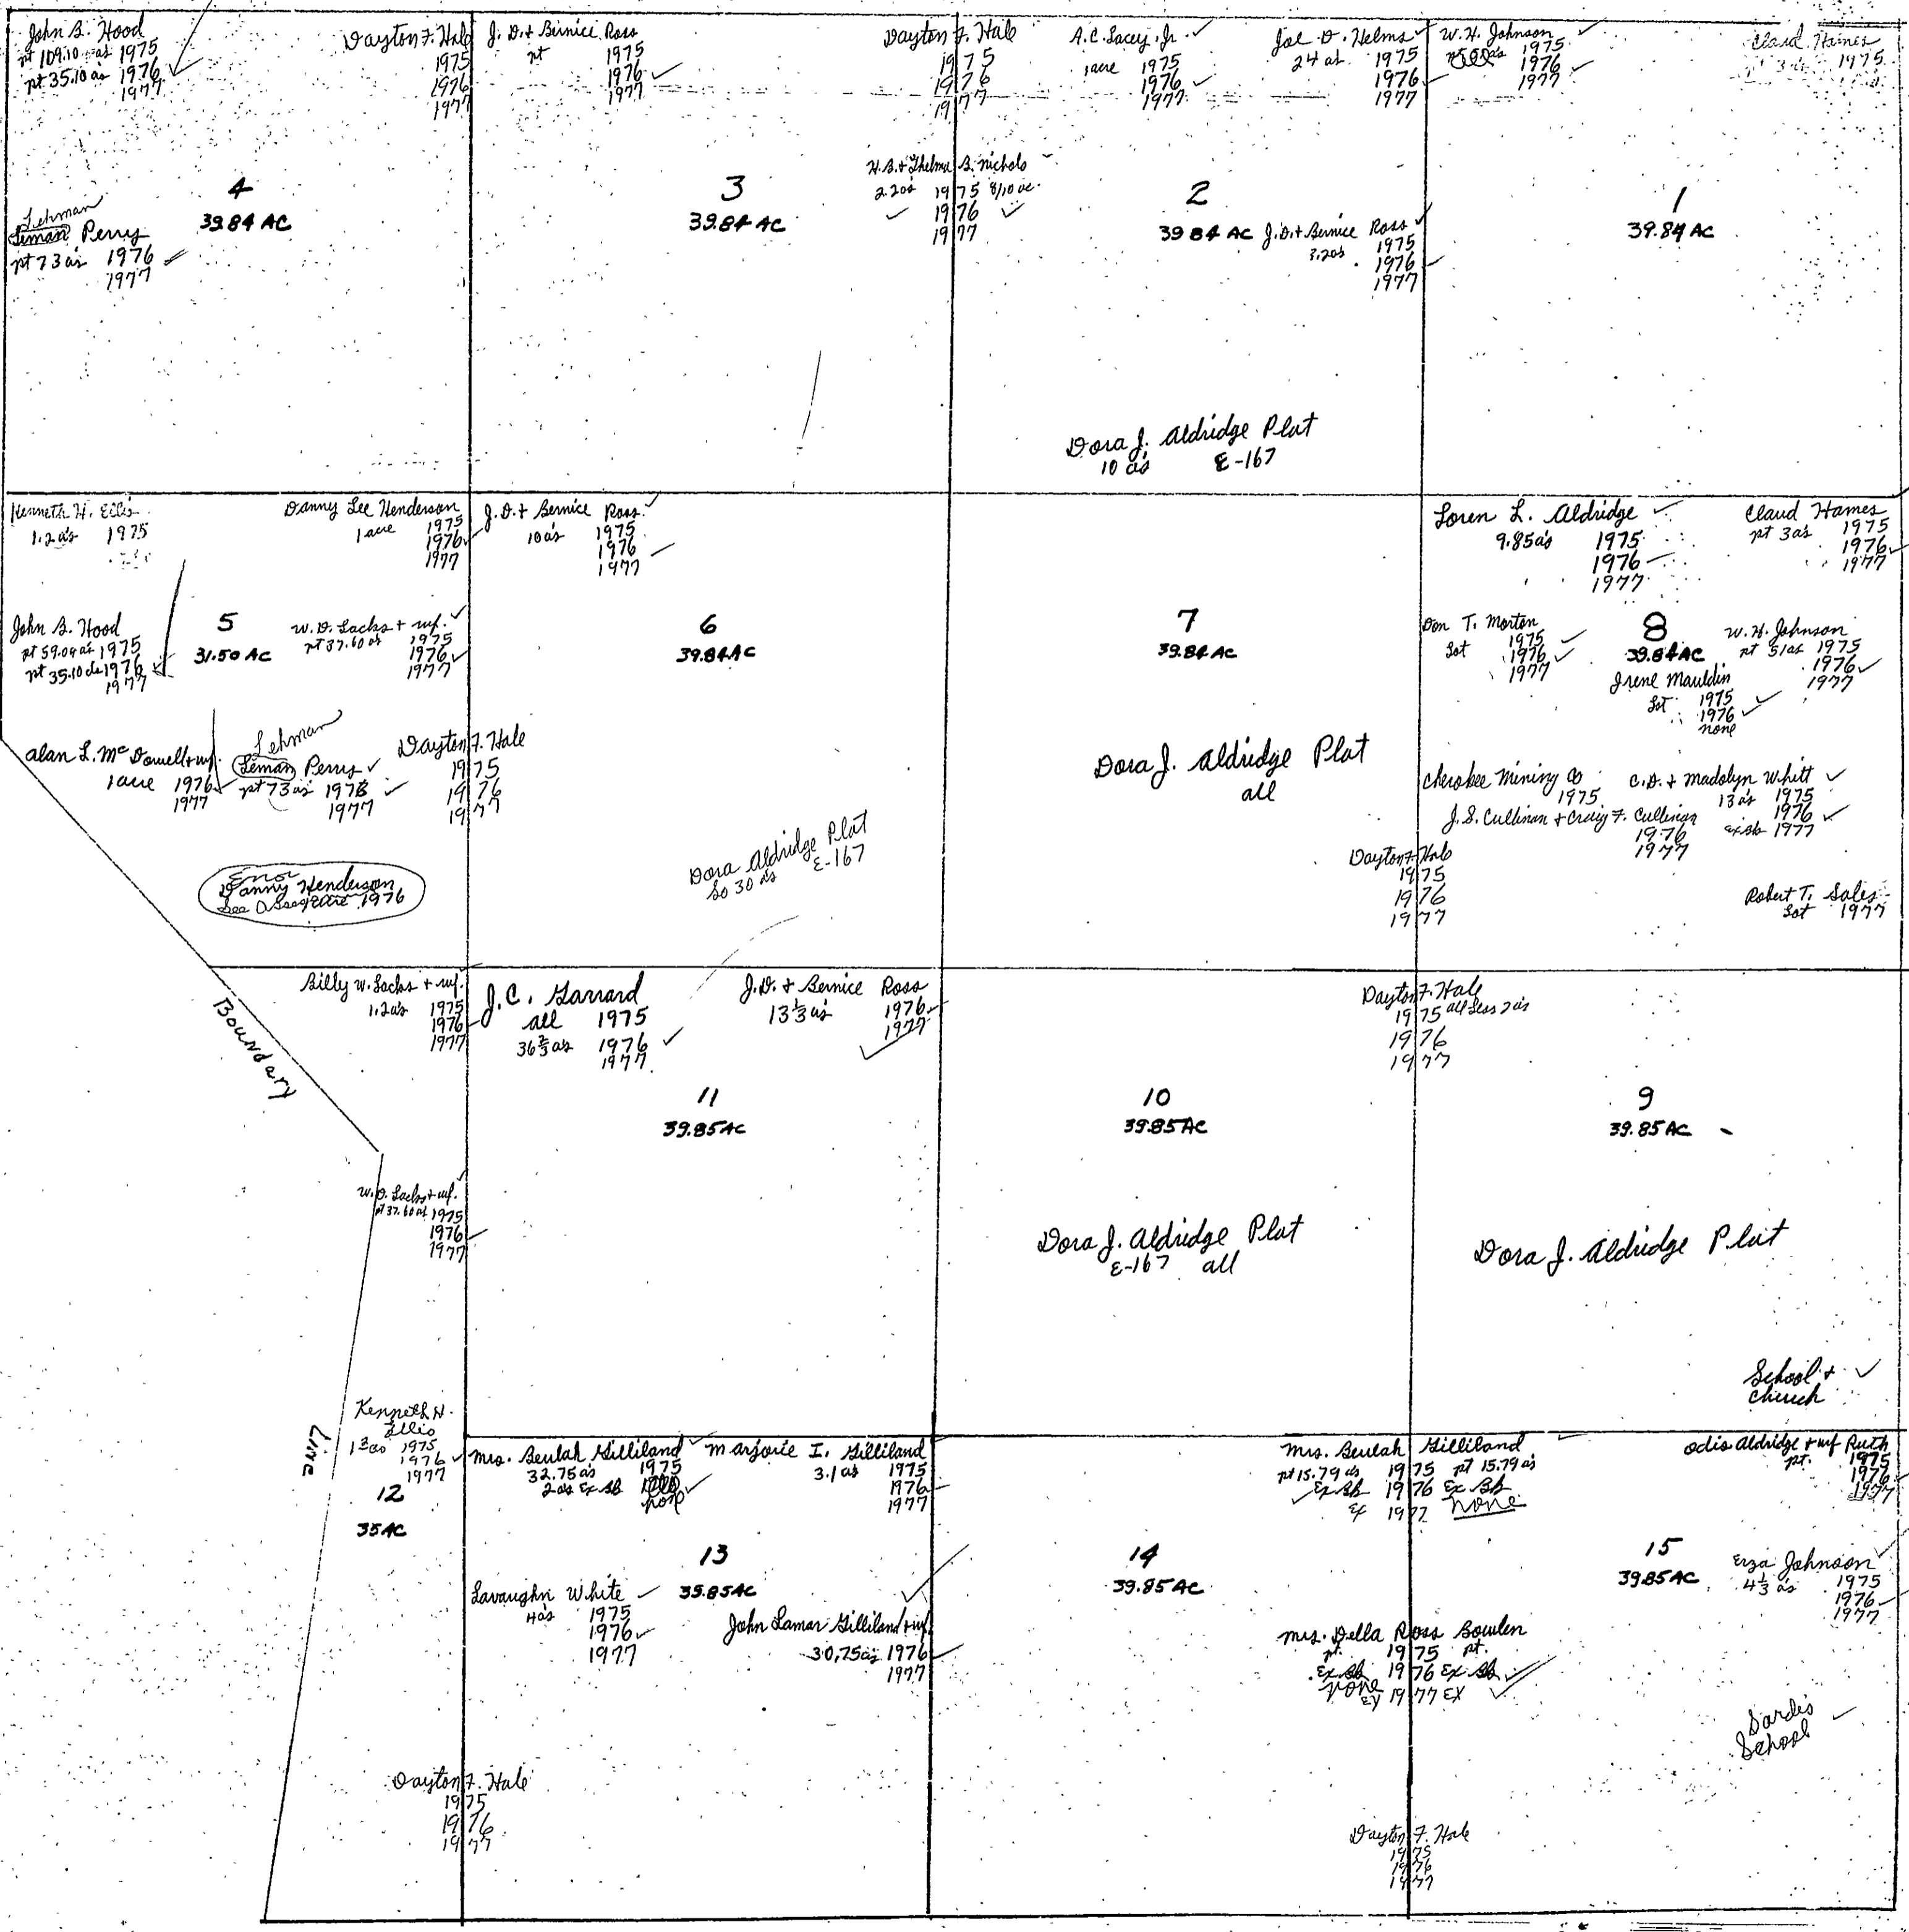 John B. Hood
pt 109.10 as 1975
pt 35.10 as 1976
1977
Dayton F. Hale
1975
1976
1977
J. D. + Bernice Ross
pt 1975
1976
1977
Dayton F. Hale
1975
1976
1977
A.C. Lacey, Jr.
1 acre 1975
1976
1977
Joe D. Helms
24 as 1975
1976
1977
W. H. Johnson
1975
1976
1977
Claud Hames
1975
Lehman
Leman Perry
pt 73 as 1976
1977
4
39.84 AC
3
39.84 AC
H. B. + Thelma B. Nichols
2.20 as 1975 8/10 ac.
1976
1977
2
39 84 AC
J. D. + Bernice Ross
3.20 as 1975
1976
1977
1
39.84 AC
Dora J. Aldridge Plat
10 as E-167
Kenneth H. Ellis
1.2 as 1975
Danny Lee Henderson
1 acre 1975
1976
1977
J. D. + Bernice Ross
10 as 1975
1976
1977
Loren L. Aldridge
9.85 as 1975
1976
1977
Claud Hames
pt 3 as 1975
1976
1977
John B. Hood
pt 59.09 as 1975
pt 35.10 as 1976
1977
5
31.50 AC
W. D. Lacks + wf.
pt 37.60 as 1975
1976
1977
6
39.84 AC
7
39.84 AC
Don T. Morton
Lot 1975
1976
1977
8
39.84 AC
W. H. Johnson
pt 51 as 1975
1976
1977
Irene Mauldin
Lot 1975
1976
none
Alan L. McDowell + wf.
1 acre 1976
1977
Lehman
Leman Perry
pt 73 as 1976
1977
Dayton F. Hale
1975
1976
1977
Dora J. Aldridge Plat
all
Cherokee Mining Co
1975
C. D. + Madolyn Whitt
13 as 1975
1976
ex sb 1977
J. S. Cullinan + Craig F. Cullinan
1976
1977
Error
Danny Henderson
1976
Dora Aldridge Plat
So 30 as E-167
Dayton F. Hale
1975
1976
1977
Robert T. Sales
Lot 1977
Boundary
Billy W. Lacks + wf.
1.2 as 1975
1976
1977
J. C. Garrard
all 1975
36 2/3 as 1976
1977
J. D. + Bernice Ross
13 1/3 as 1976
1977
Dayton F. Hale
1975 all less 2 as
1976
1977
11
39.85 AC
10
39.85 AC
9
39.85 AC
W. D. Lacks + wf.
pt 37.60 as 1975
1976
1977
Dora J. Aldridge Plat
E-167 all
Dora J. Aldridge Plat
School +
Church
Line
Kenneth H.
Ellis
1 2 as 1975
1976
1977
12
35 AC
Mrs. Beulah Gilliland
32.75 as 1975
2 as Ex sb
none
Marjorie I. Gilliland
3.1 as 1975
1976
1977
Mrs. Beulah Gilliland
pt 15.79 as 1975 pt 15.79 as
Ex sb 1976 Ex sb
Ex 1977 none
Odis Aldridge + wf Ruth
pt. 1975
1976
1977
13
39.85 AC
14
39.85 AC
15
39.85 AC
Erza Johnson
4 1/3 as 1975
1976
1977
Lavaughn White
4 as 1975
1976
1977
John Lamar Gilliland + wf
30.75 as 1976
1977
Mrs. Della Ross Bowlen
pt. 1975 pt.
Ex sb 1976 Ex sb
none
Ex 1977 EX
Sardis
School
Dayton F. Hale
1975
1976
1977
Dayton F. Hale
1975
1976
1977